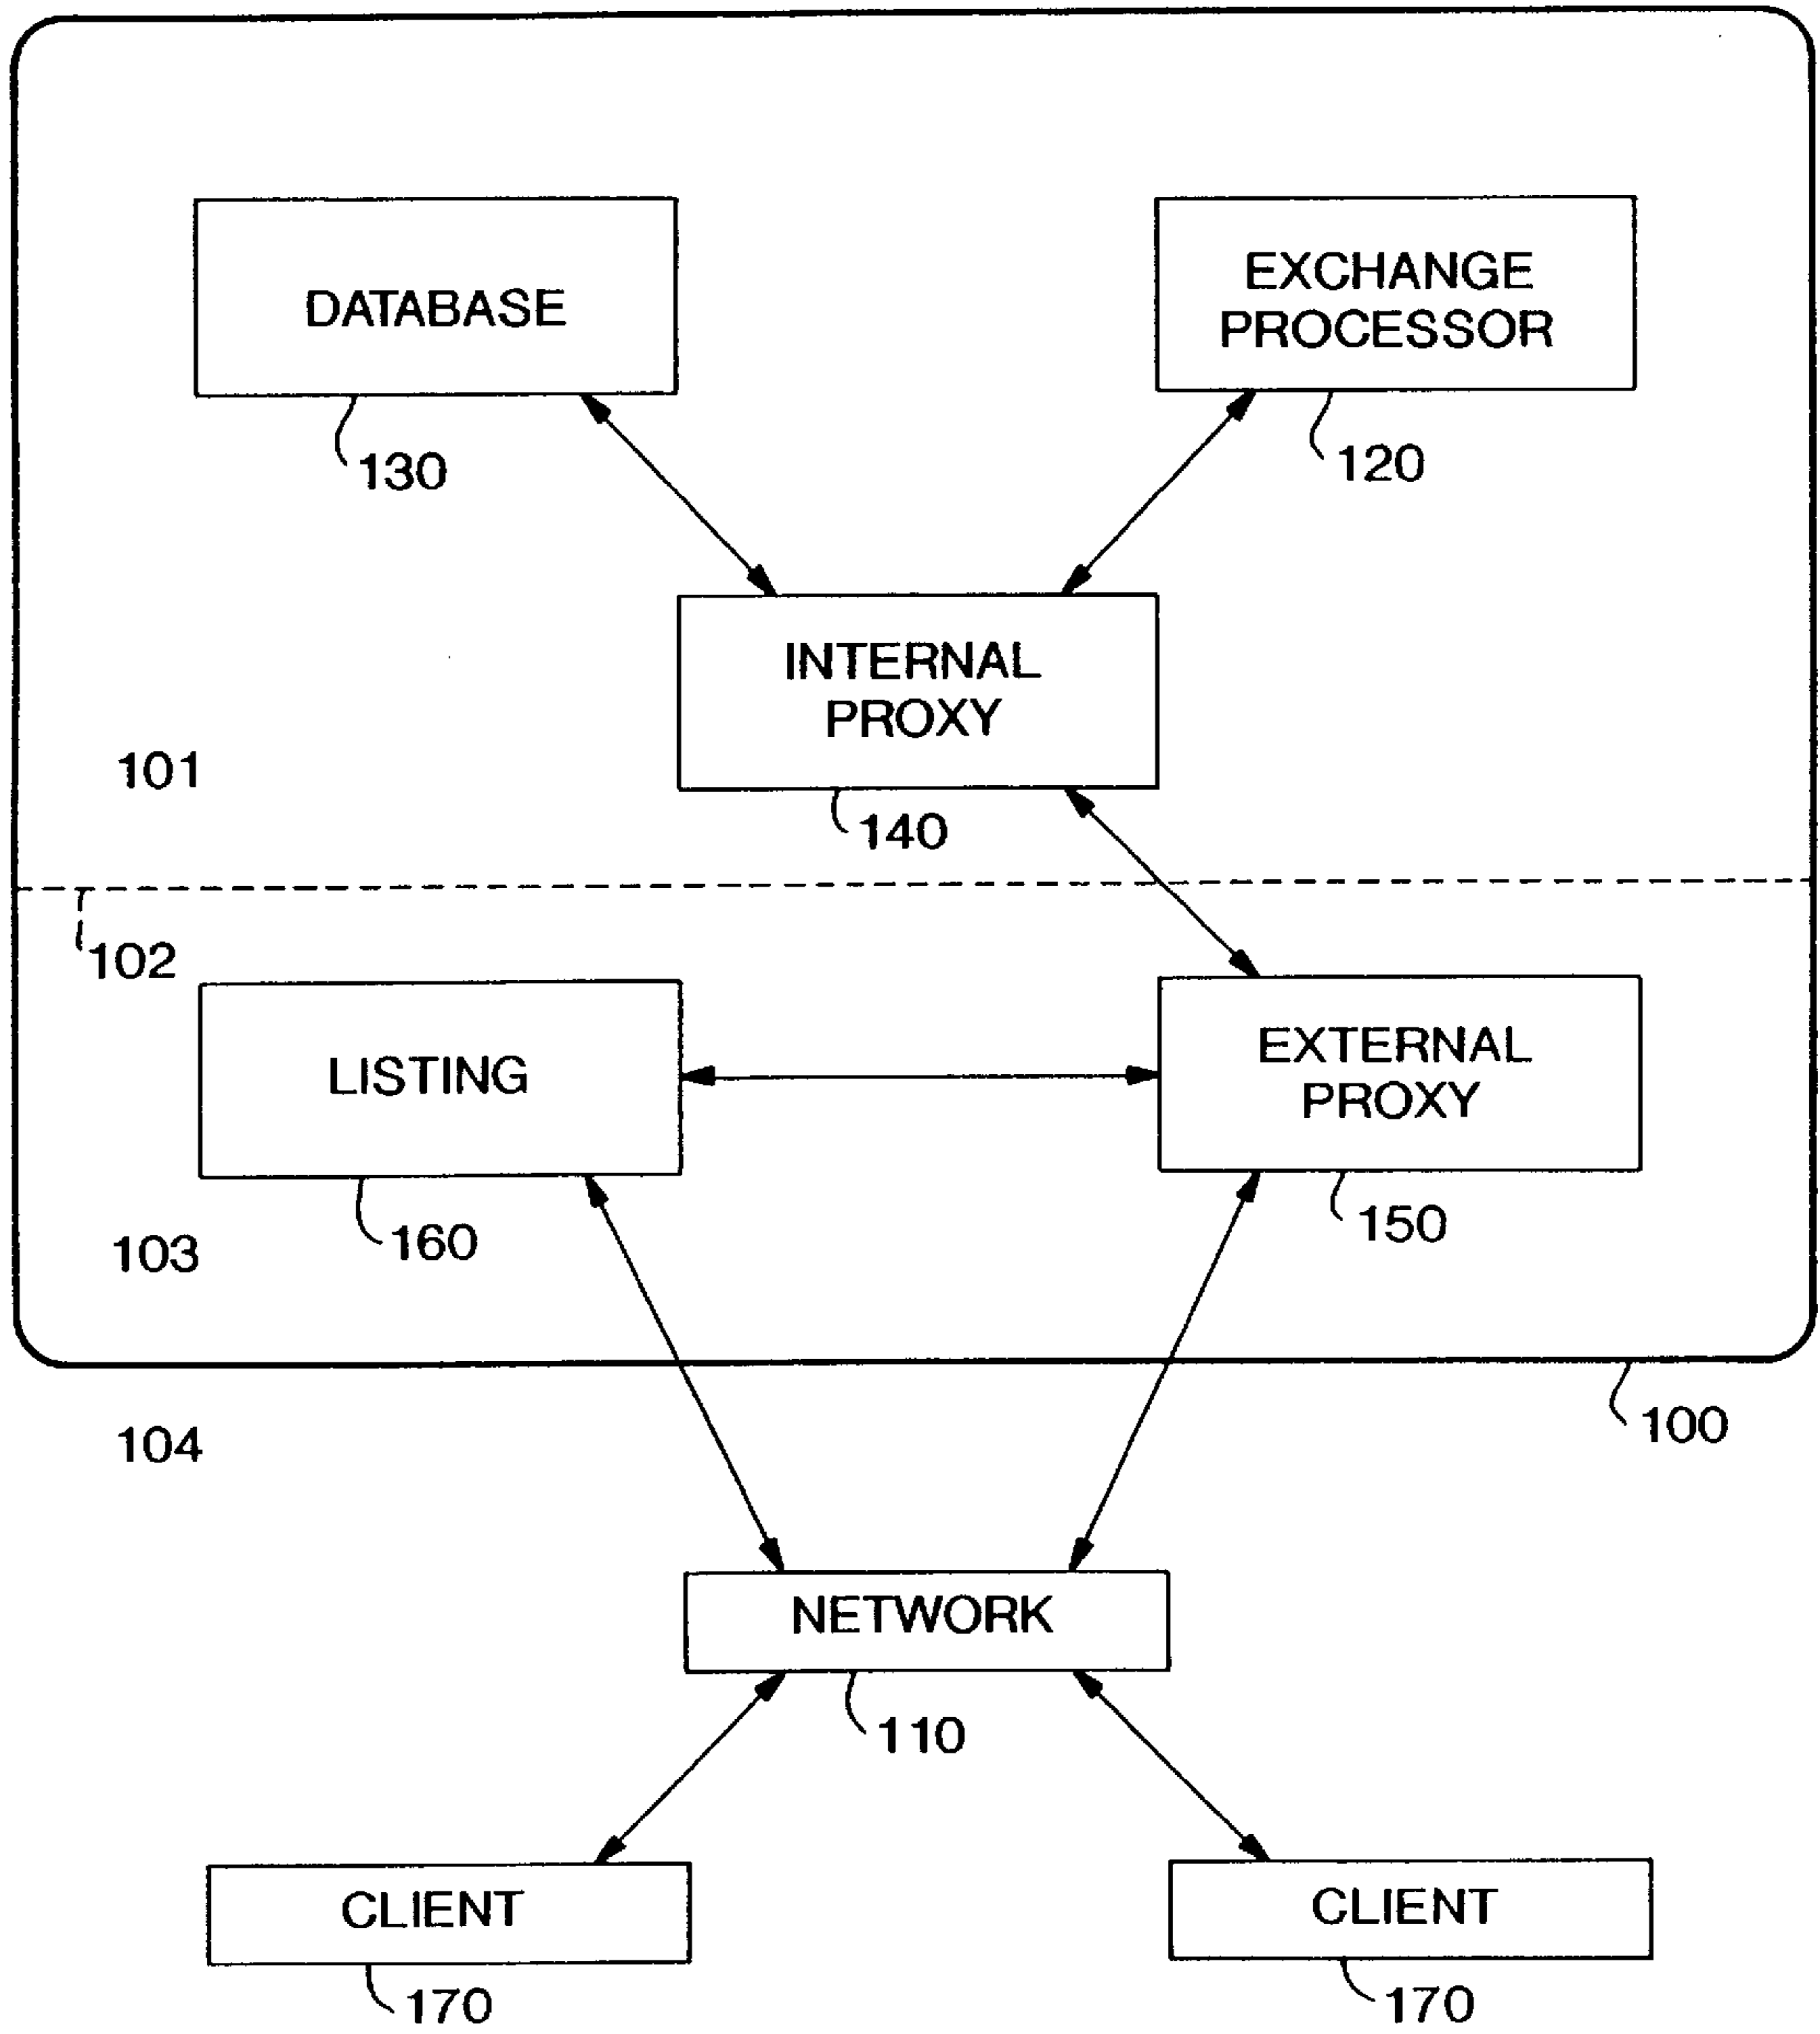 DATABASE
EXCHANGE
PROCESSOR
130
120
INTERNAL
PROXY
101
140
102
LISTING
EXTERNAL
PROXY
160
150
103
100
104
NETWORK
110
CLIENT
CLIENT
170
170